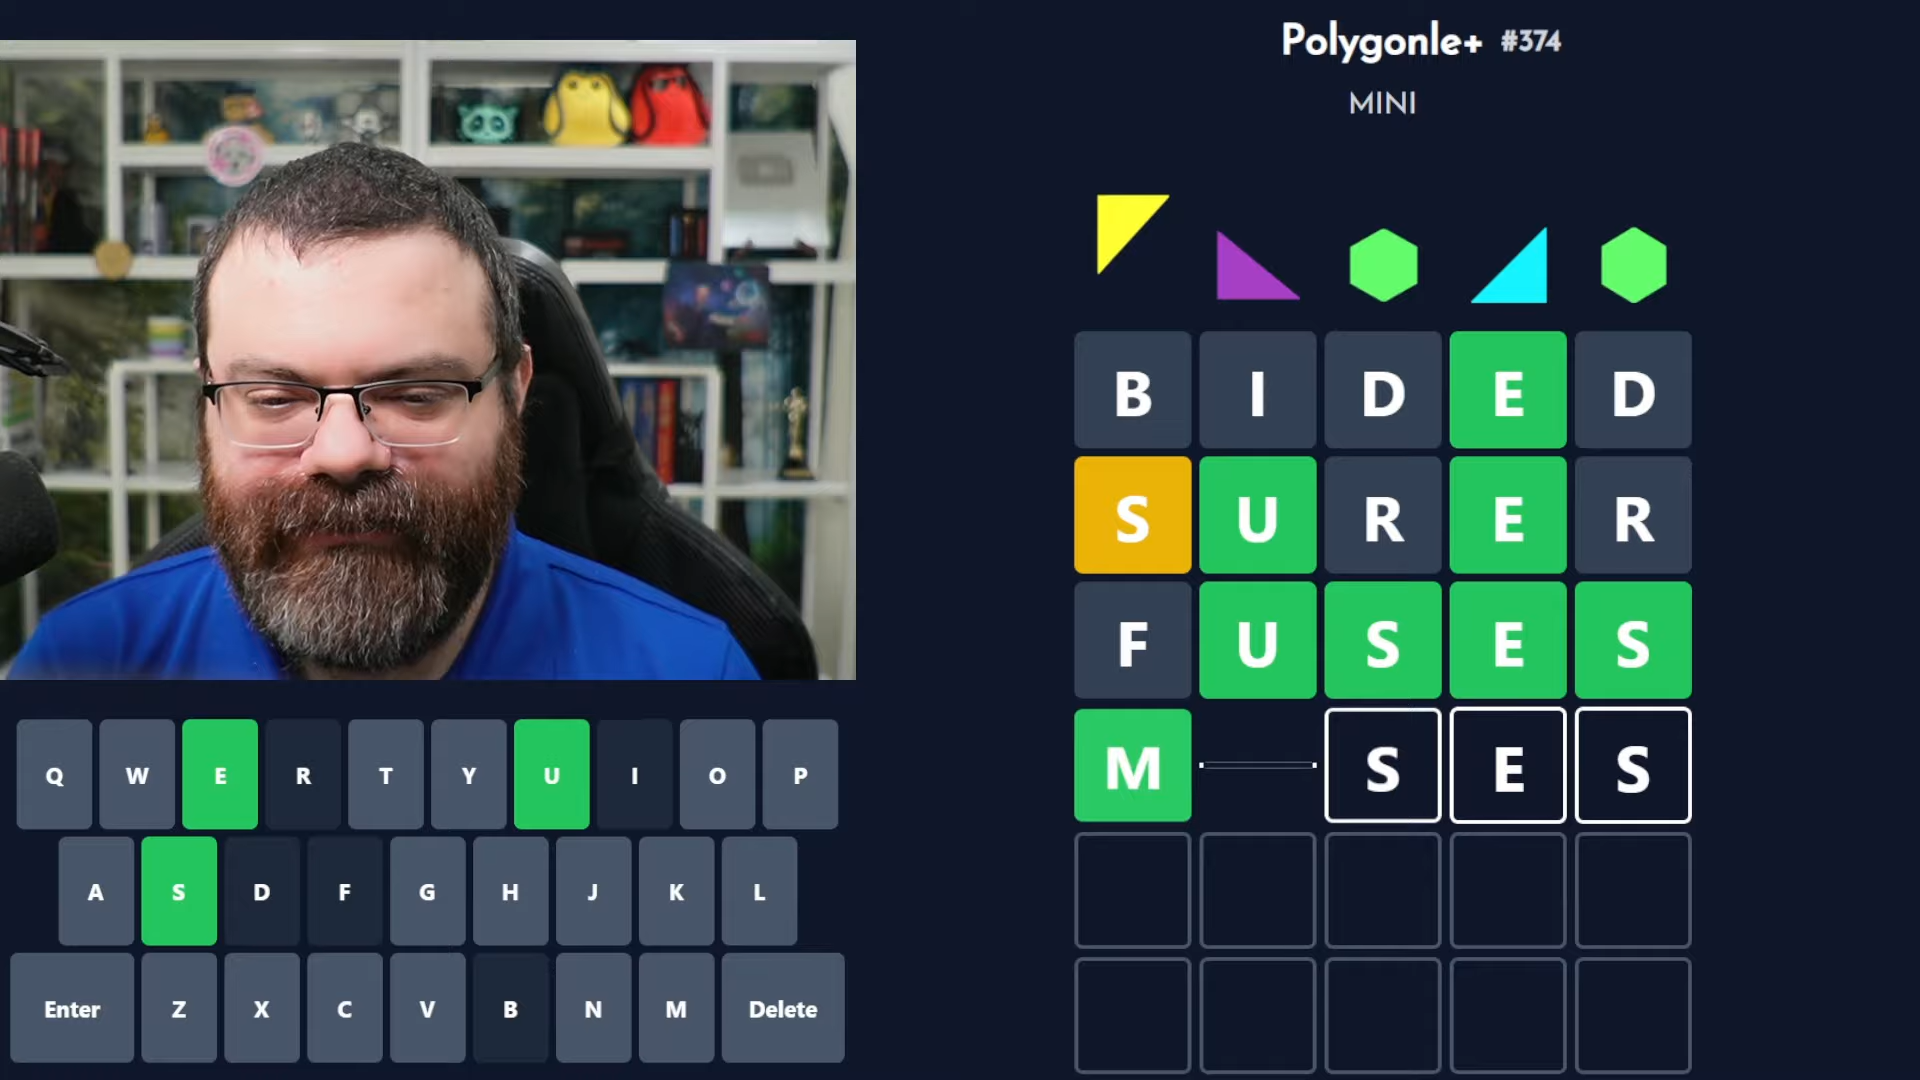 Polygonle+ #374
MINI
B I D E D
S U R E R
F U S E S
M S E S
Q W E R T Y U I O P
A S D F G H J K L
Enter Z X C V B N M Delete